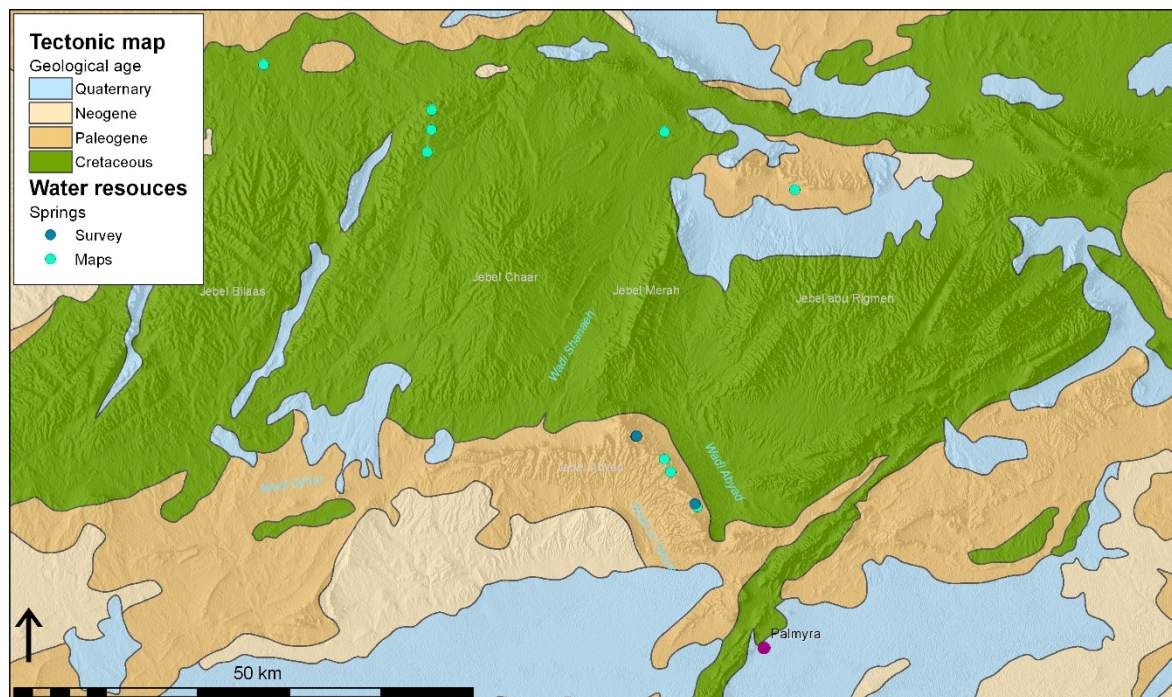 Tectonic map
Geological age
Quaternary
Neogene
Paleogene
Cretaceous
Water resouces
Springs
Survey
Maps
Jebel Bilaas
Jebel Chaar
Jebel Merah
Jebel abu Rigmen
Wadi Shanaeh
Jebel Abyad
Wadi Abyad
Palmyra
50 km